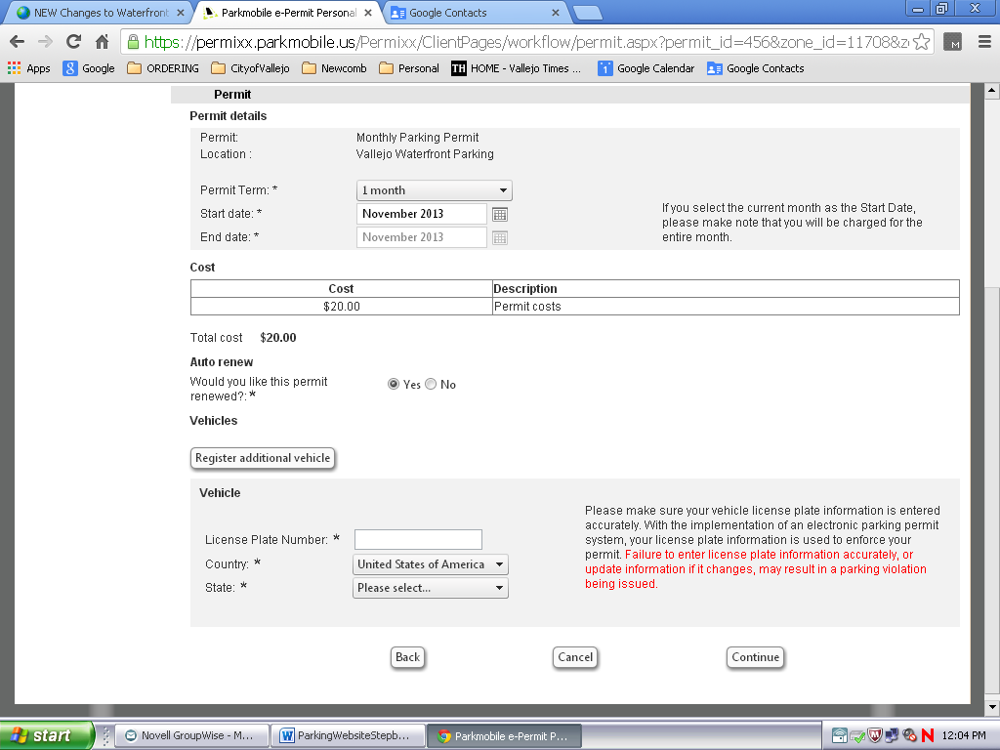 NEW Changes to Waterfront
Parkmobile e-Permit Personal
Google Contacts
https://permixx.parkmobile.us/Permixx/ClientPages/workflow/permit.aspx?permit_id=456&zone_id=11708&z
Apps
Google
ORDERING
CityofVallejo
Newcomb
Personal
TH HOME - Vallejo Times ...
1 Google Calendar
Google Contacts
Permit
Permit details
Permit: Monthly Parking Permit
Location : Vallejo Waterfront Parking
Permit Term: * 1 month
Start date: * November 2013
End date: * November 2013
If you select the current month as the Start Date,
please make note that you will be charged for the
entire month.
Cost
Cost Description
$20.00 Permit costs
Total cost $20.00
Auto renew
Would you like this permit
renewed?: * Yes No
Vehicles
Register additional vehicle
Vehicle
License Plate Number: *
Country: * United States of America
State: * Please select...
Please make sure your vehicle license plate information is entered
accurately. With the implementation of an electronic parking permit
system, your license plate information is used to enforce your
permit. Failure to enter license plate information accurately, or
update information if it changes, may result in a parking violation
being issued.
Back Cancel Continue
start
Novell GroupWise - M...
ParkingWebsiteStepb...
Parkmobile e-Permit P...
12:04 PM